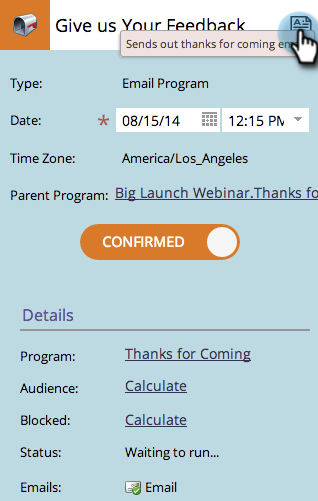 Give us Your Feedback
Sends out thanks for coming em
Type: Email Program
Date: * 08/15/14 12:15 PM
Time Zone: America/Los_Angeles
Parent Program: Big Launch Webinar.Thanks fo
CONFIRMED
Details
Program: Thanks for Coming
Audience: Calculate
Blocked: Calculate
Status: Waiting to run...
Emails: Email